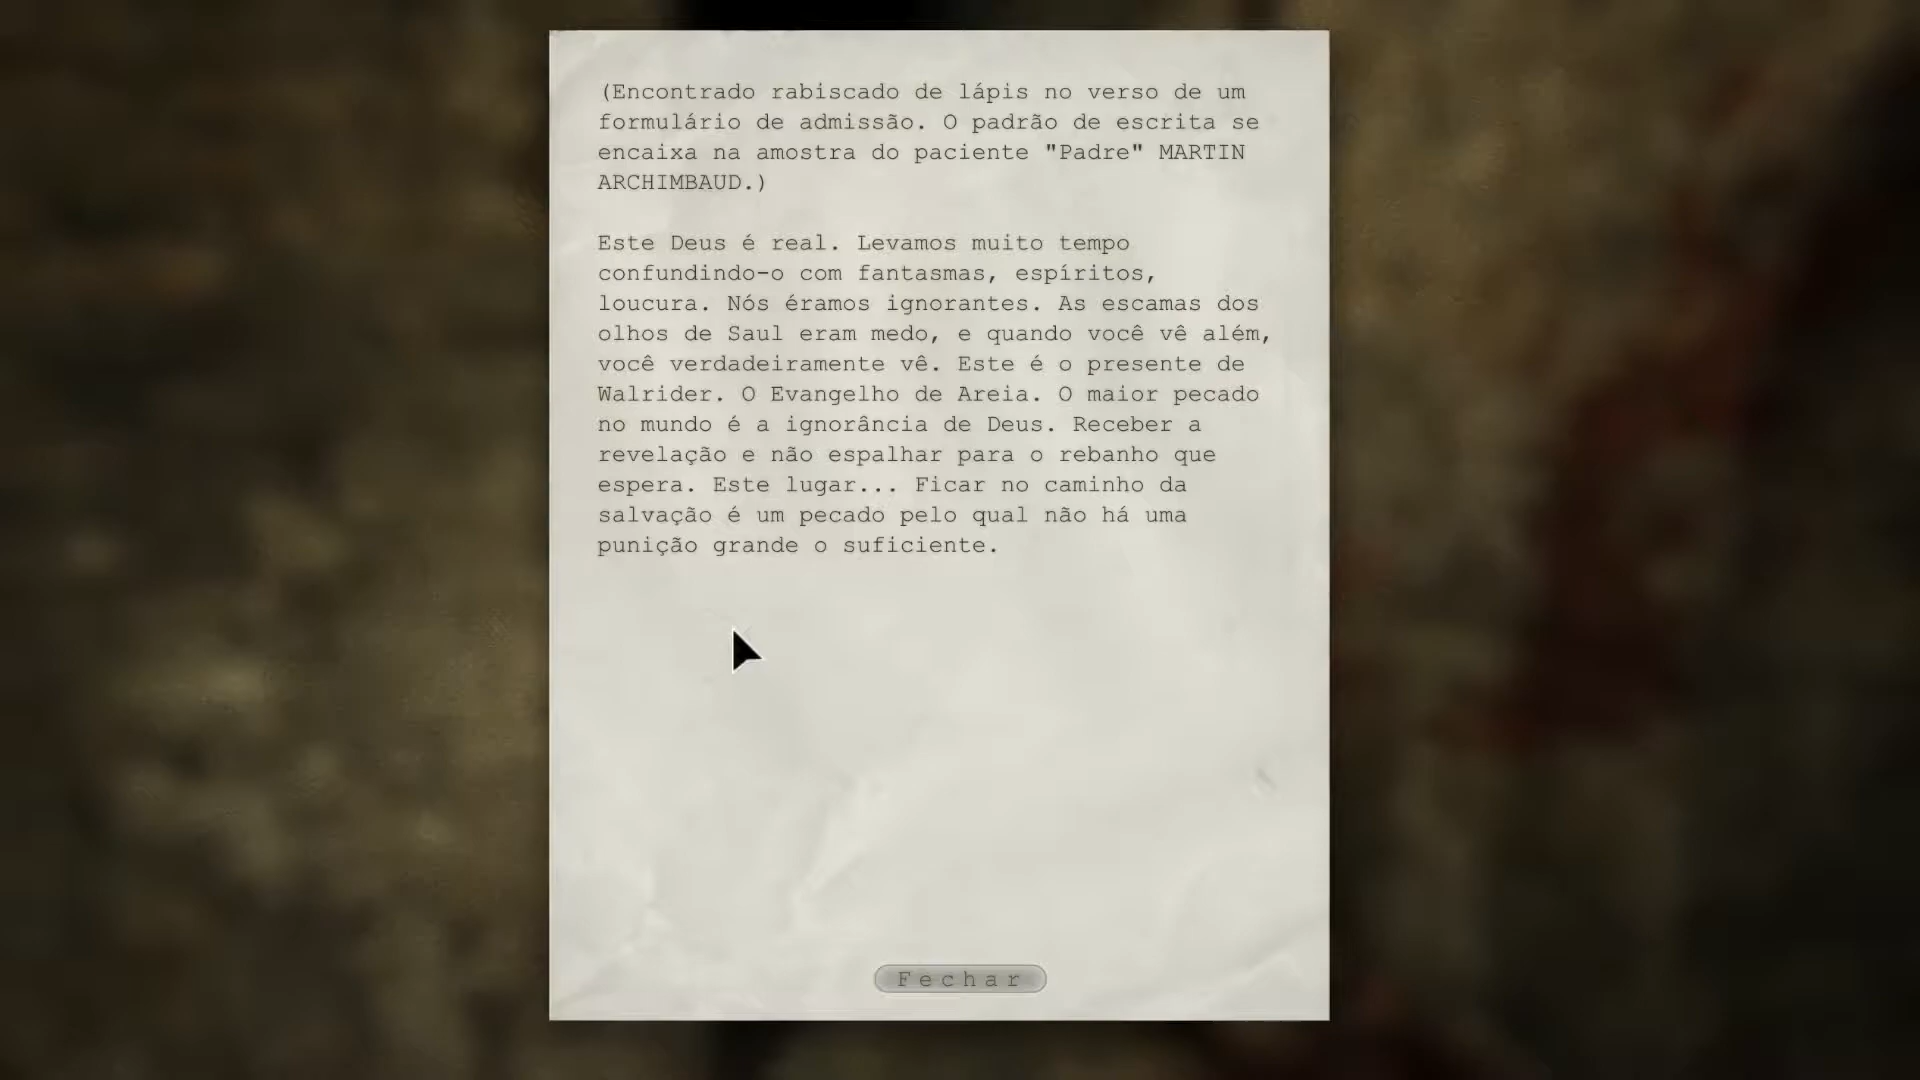 (Encontrado rabiscado de lápis no verso de um
formulário de admissão. O padrão de escrita se
encaixa na amostra do paciente "Padre" MARTIN
ARCHIMBAUD.)
Este Deus é real. Levamos muito tempo
confundindo-o com fantasmas, espíritos,
loucura. Nós éramos ignorantes. As escamas dos
olhos de Saul eram medo, e quando você vê além,
você verdadeiramente vê. Este é o presente de
Walrider. O Evangelho de Areia. O maior pecado
no mundo é a ignorância de Deus. Receber a
revelação e não espalhar para o rebanho que
espera. Este lugar... Ficar no caminho da
salvação é um pecado pelo qual não há uma
punição grande o suficiente.
Fechar